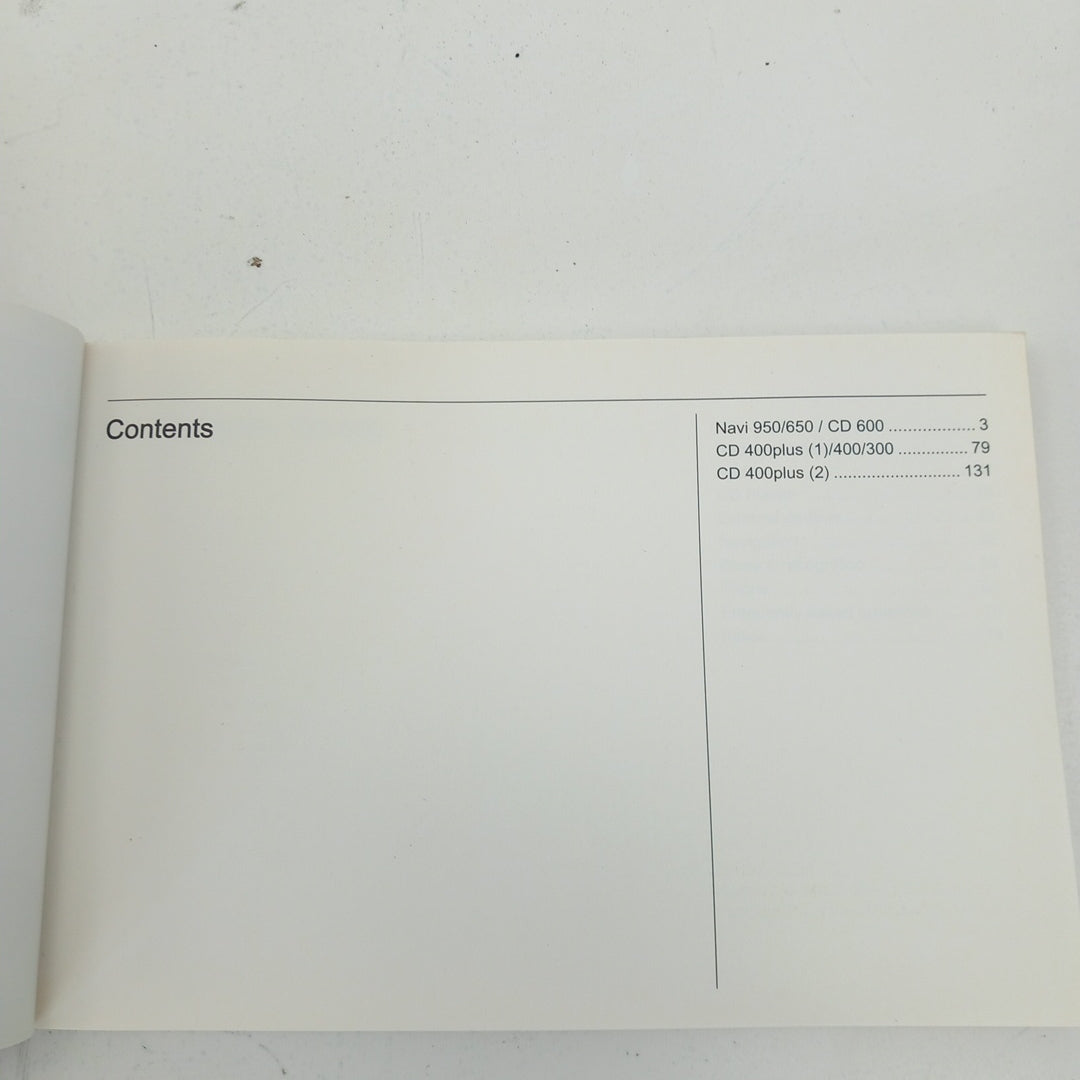 Contents
Navi 950/650 / CD 600 .................. 3
CD 400plus (1)/400/300 ............... 79
CD 400plus (2) ........................... 131